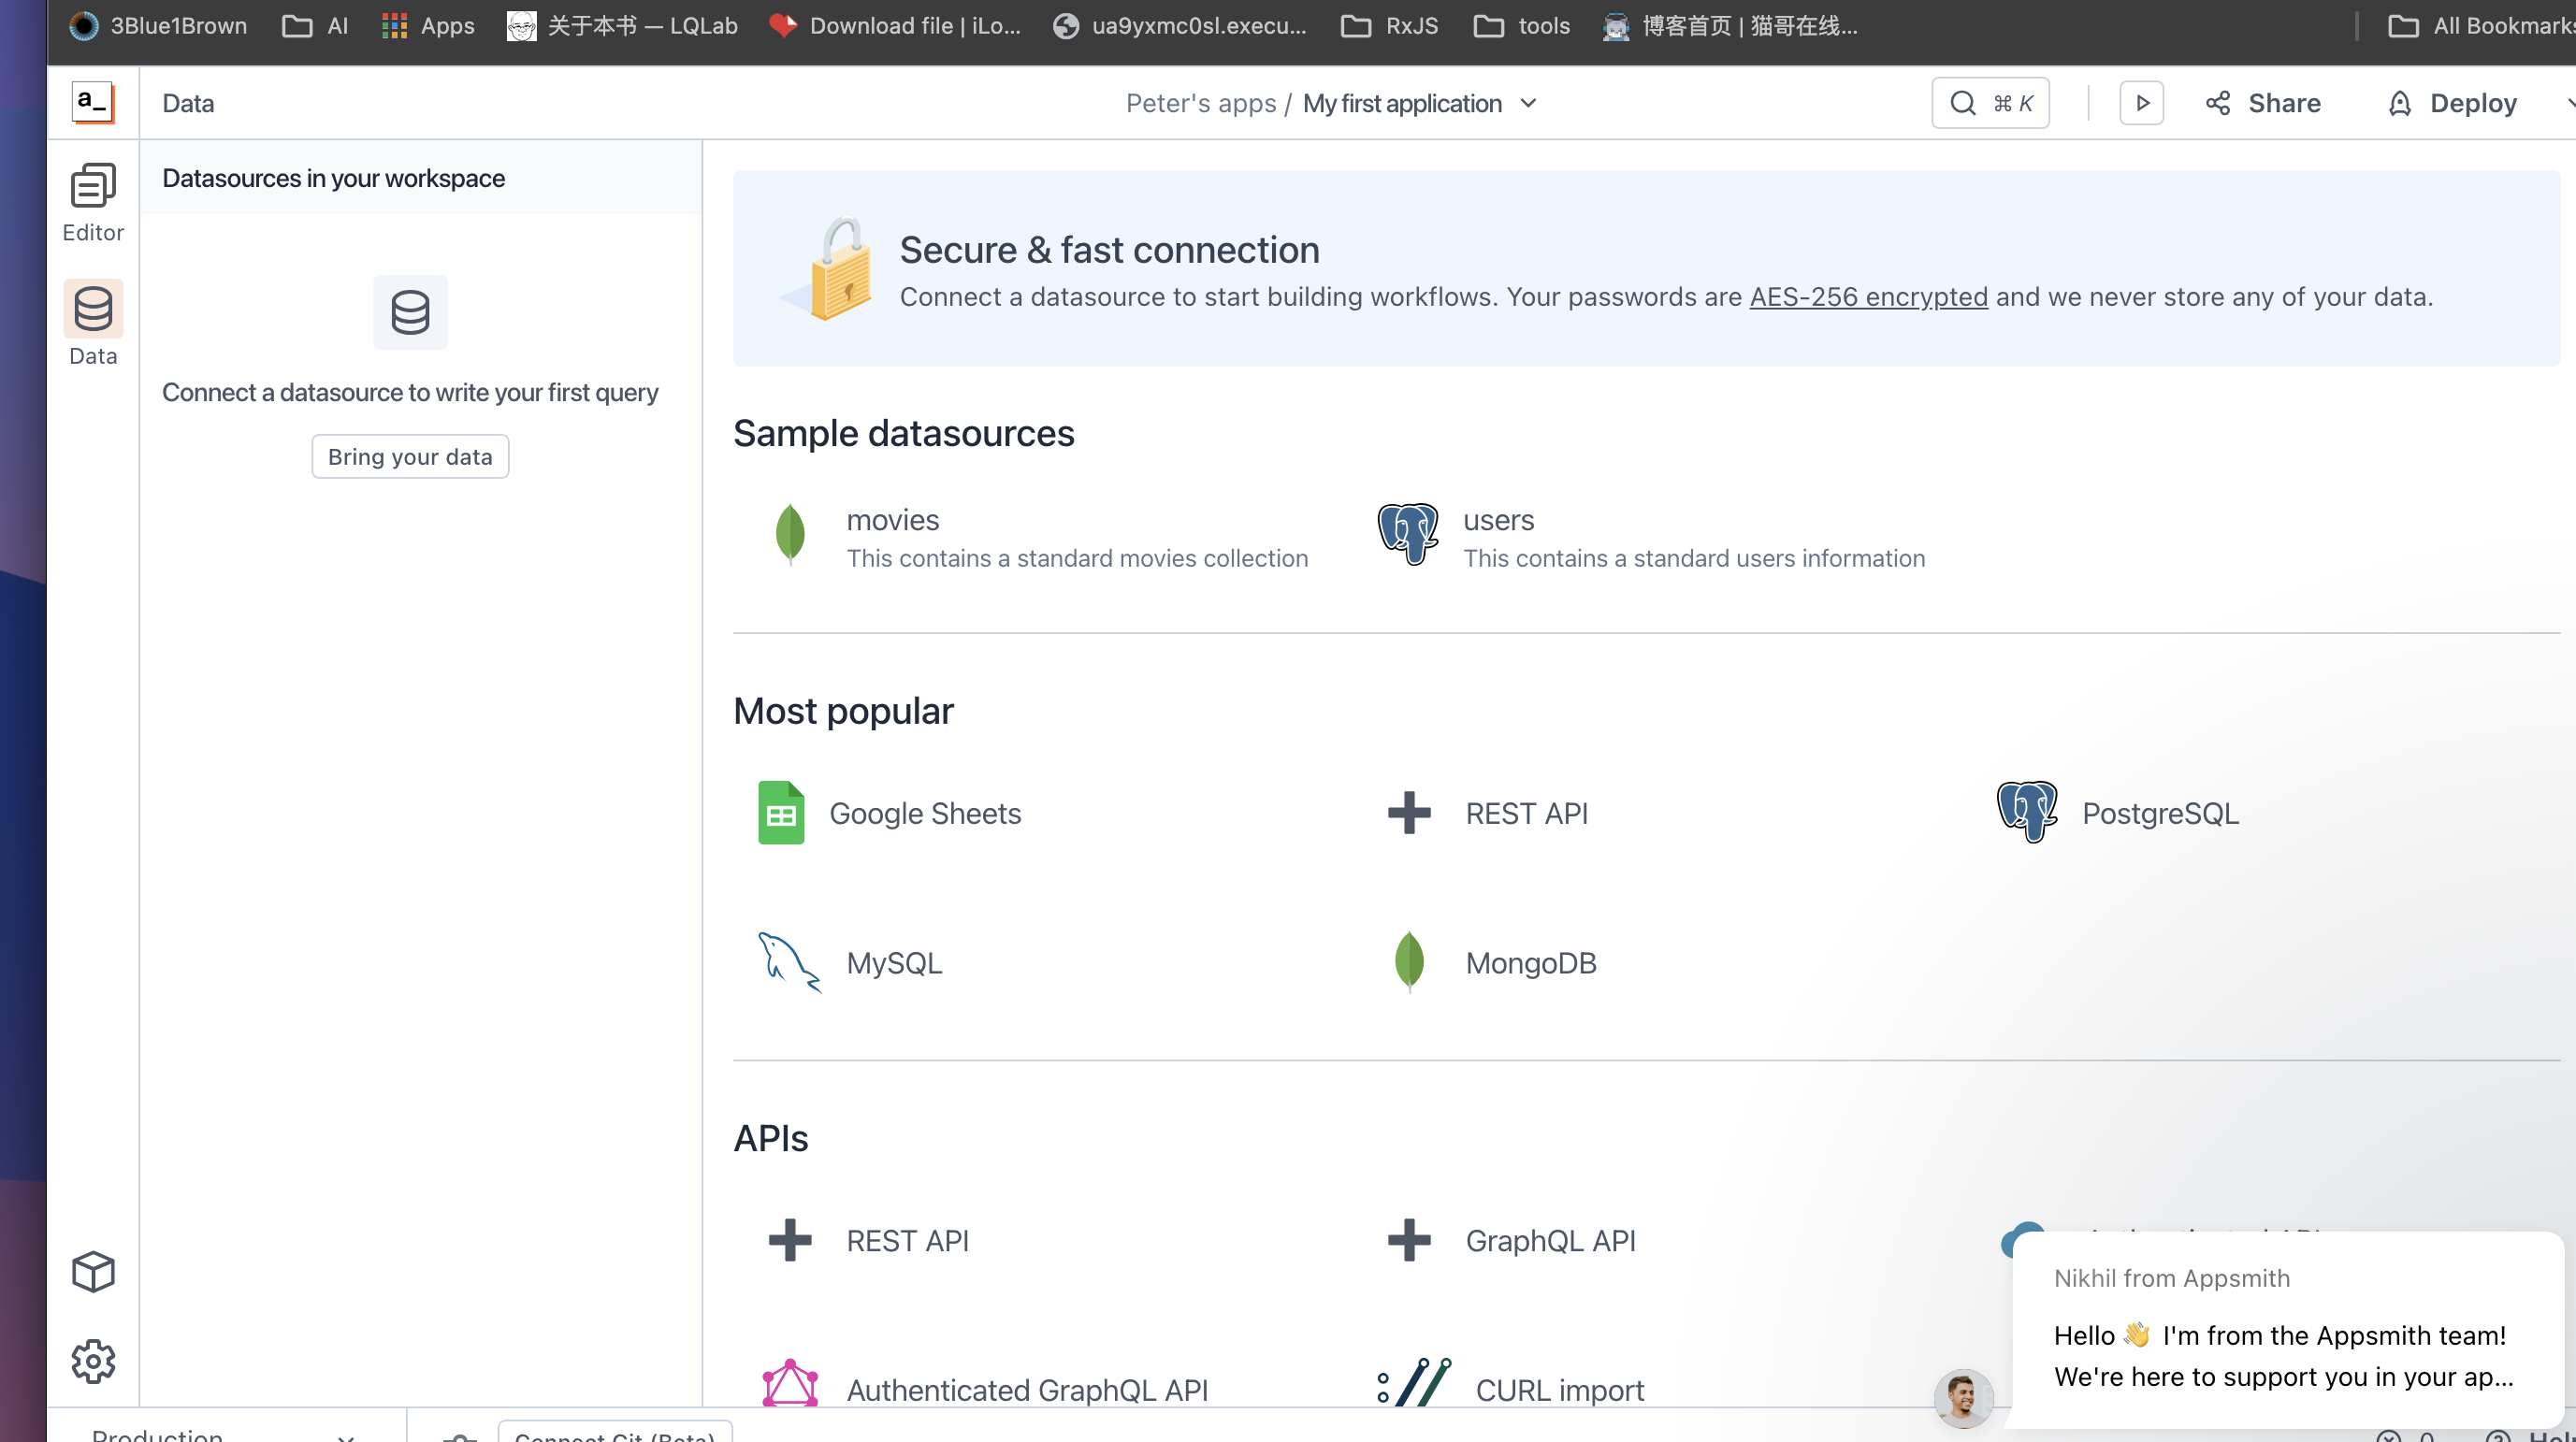 3Blue1Brown AI Apps 关于本书 — LQLab Download file | iLo... ua9yxmc0sl.execu... RxJS tools 博客首页 | 猫哥在线... All Bookmarks
a_ Data Peter's apps / My first application ⌘ K Share Deploy
Editor
Data
Datasources in your workspace
Connect a datasource to write your first query
Bring your data
Secure & fast connection
Connect a datasource to start building workflows. Your passwords are AES-256 encrypted and we never store any of your data.
Sample datasources
movies
This contains a standard movies collection
users
This contains a standard users information
Most popular
Google Sheets REST API PostgreSQL
MySQL MongoDB
APIs
REST API GraphQL API
Authenticated GraphQL API CURL import
Nikhil from Appsmith
Hello 👋 I'm from the Appsmith team!
We're here to support you in your ap...
Production Connect Git (Beta) 0